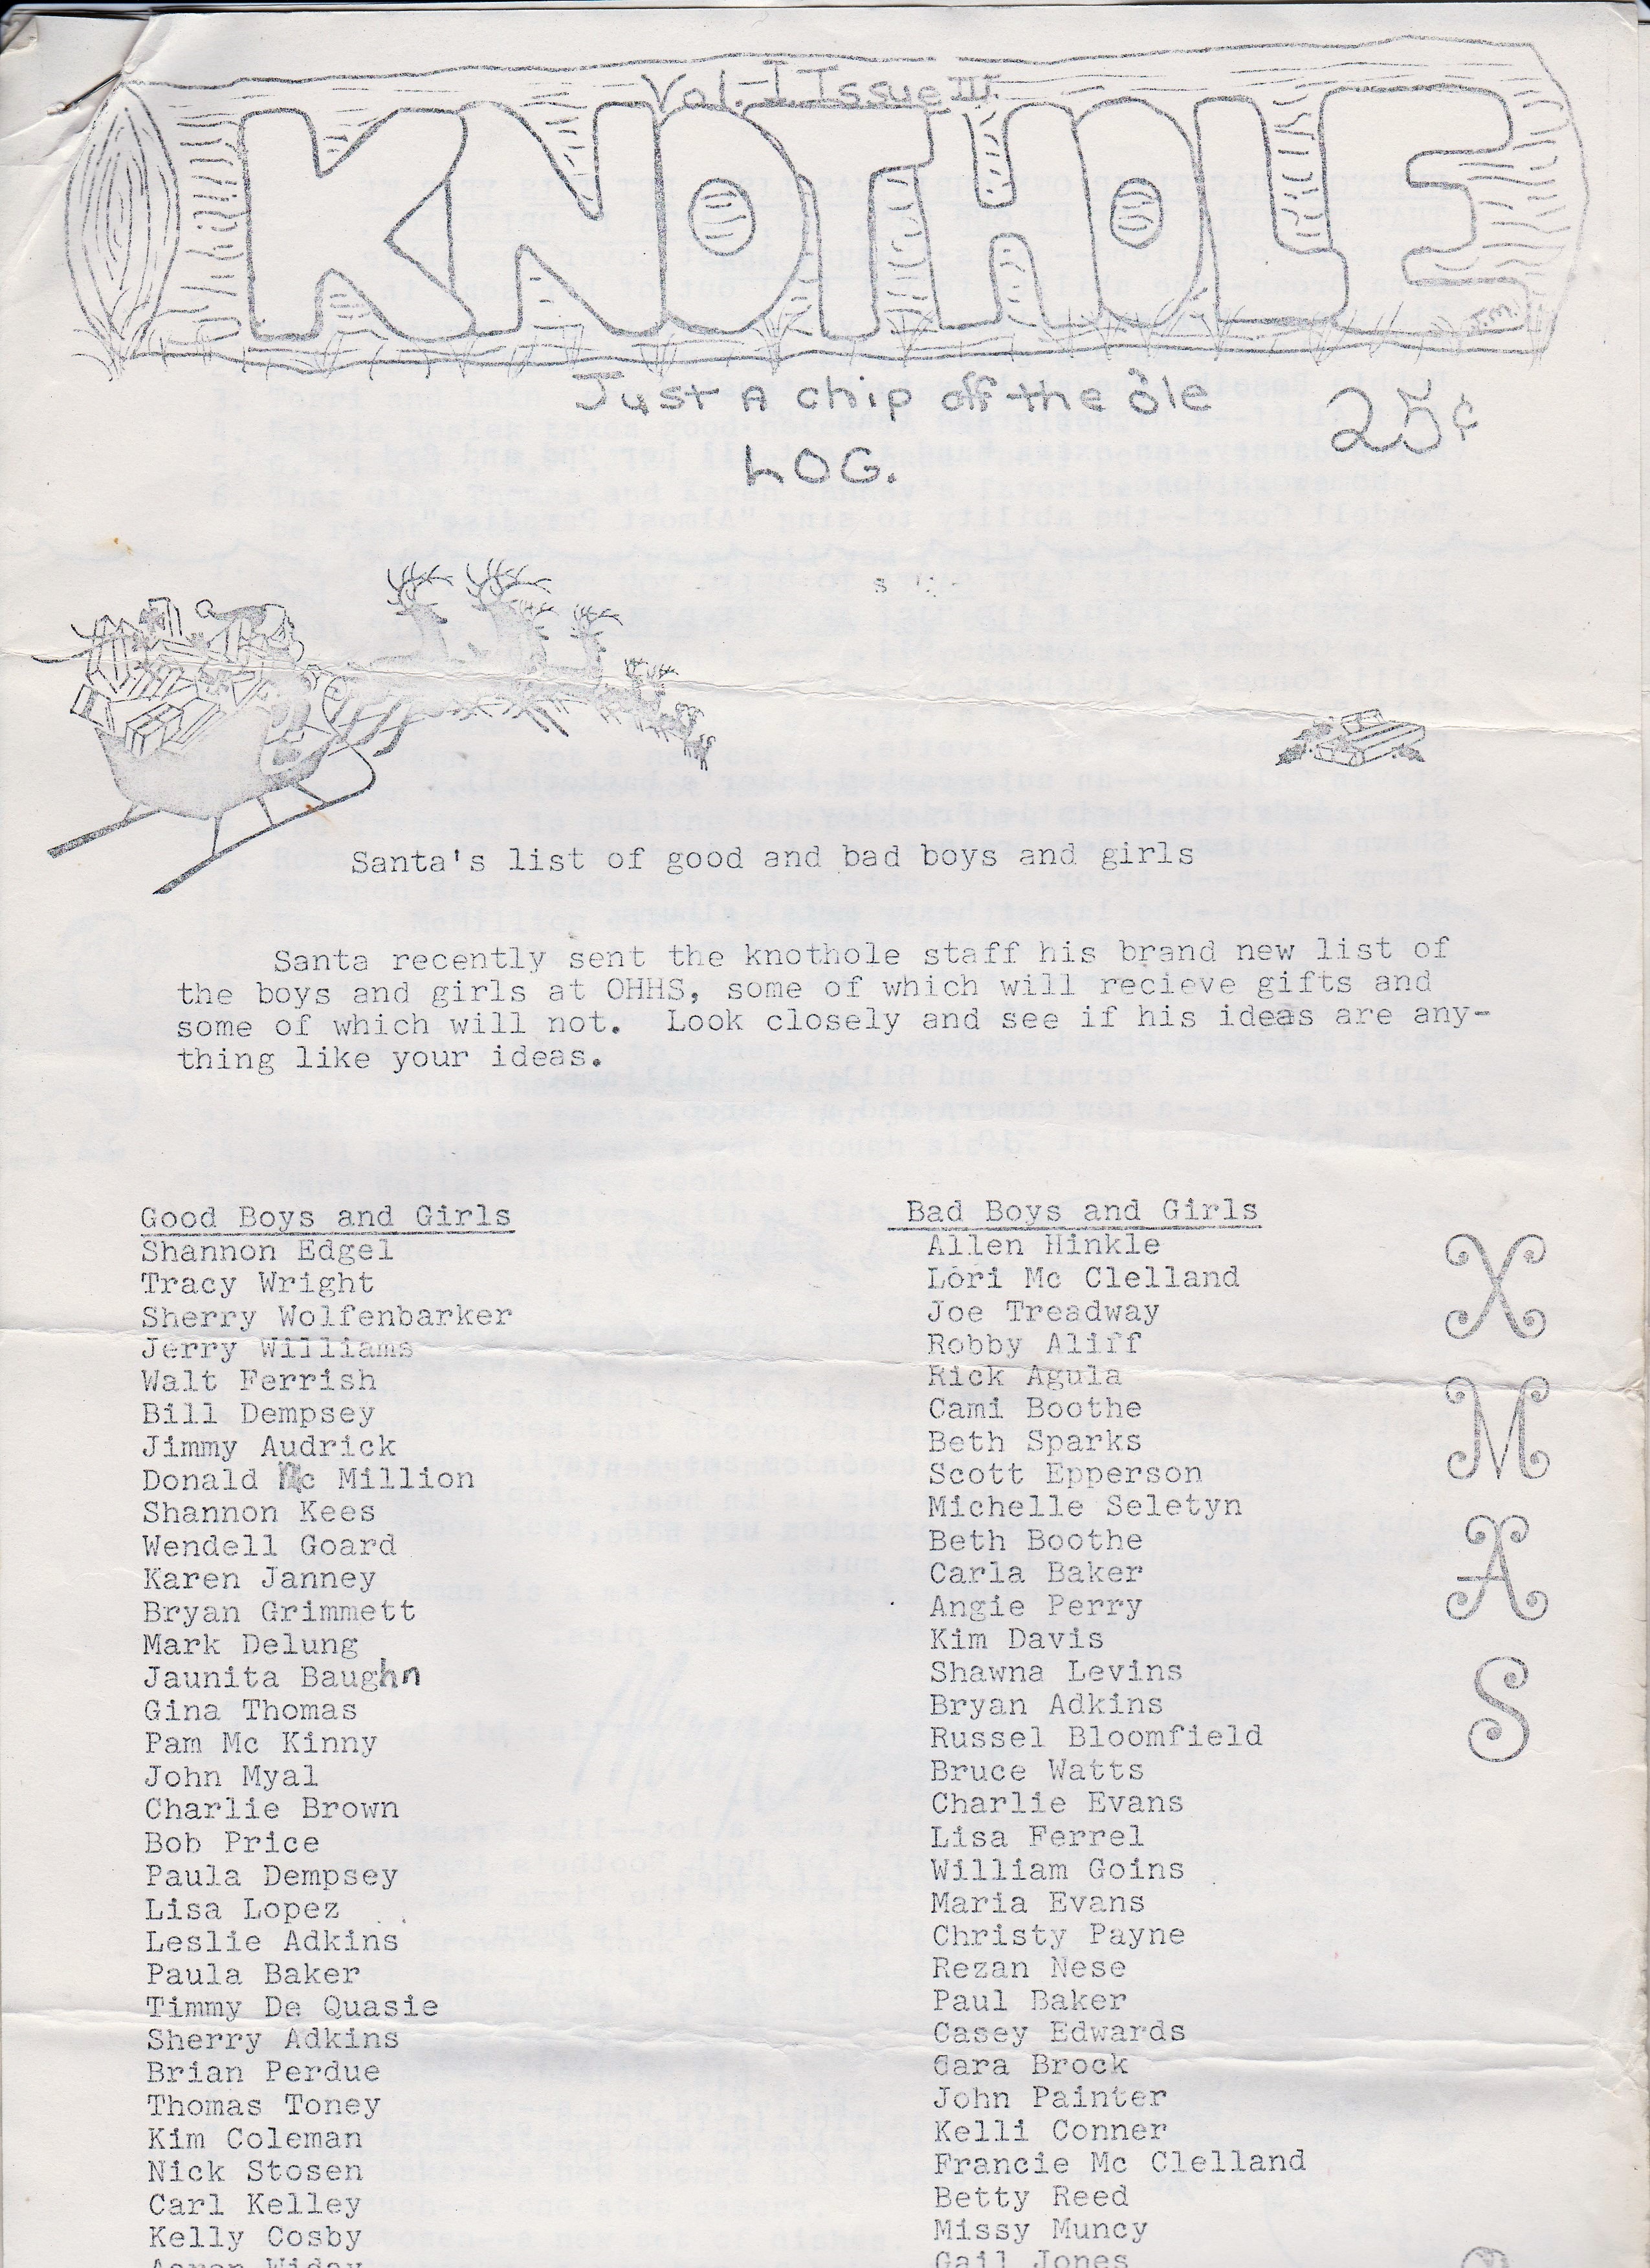 Vol. I Issue III.
KNOTHOLE
J.M.
Just A chip off the ole
LOG.
25¢
Santa's list of good and bad boys and girls
Santa recently sent the knothole staff his brand new list of
the boys and girls at OHHS, some of which will recieve gifts and
some of which will not. Look closely and see if his ideas are any-
thing like your ideas.
Good Boys and Girls
Shannon Edgel
Tracy Wright
Sherry Wolfenbarker
Jerry Williams
Walt Ferrish
Bill Dempsey
Jimmy Audrick
Donald Mc Million
Shannon Kees
Wendell Goard
Karen Janney
Bryan Grimmett
Mark Delung
Jaunita Baughn
Gina Thomas
Pam Mc Kinny
John Myal
Charlie Brown
Bob Price
Paula Dempsey
Lisa Lopez
Leslie Adkins
Paula Baker
Timmy De Quasie
Sherry Adkins
Brian Perdue
Thomas Toney
Kim Coleman
Nick Stosen
Carl Kelley
Kelly Cosby
Bad Boys and Girls
Allen Hinkle
Lori Mc Clelland
Joe Treadway
Robby Aliff
Rick Agula
Cami Boothe
Beth Sparks
Scott Epperson
Michelle Seletyn
Beth Boothe
Carla Baker
Angie Perry
Kim Davis
Shawna Levins
Bryan Adkins
Russel Bloomfield
Bruce Watts
Charlie Evans
Lisa Ferrel
William Goins
Maria Evans
Christy Payne
Rezan Nese
Paul Baker
Casey Edwards
Cara Brock
John Painter
Kelli Conner
Francie Mc Clelland
Betty Reed
Missy Muncy
Gail Jones
X
M
A
S